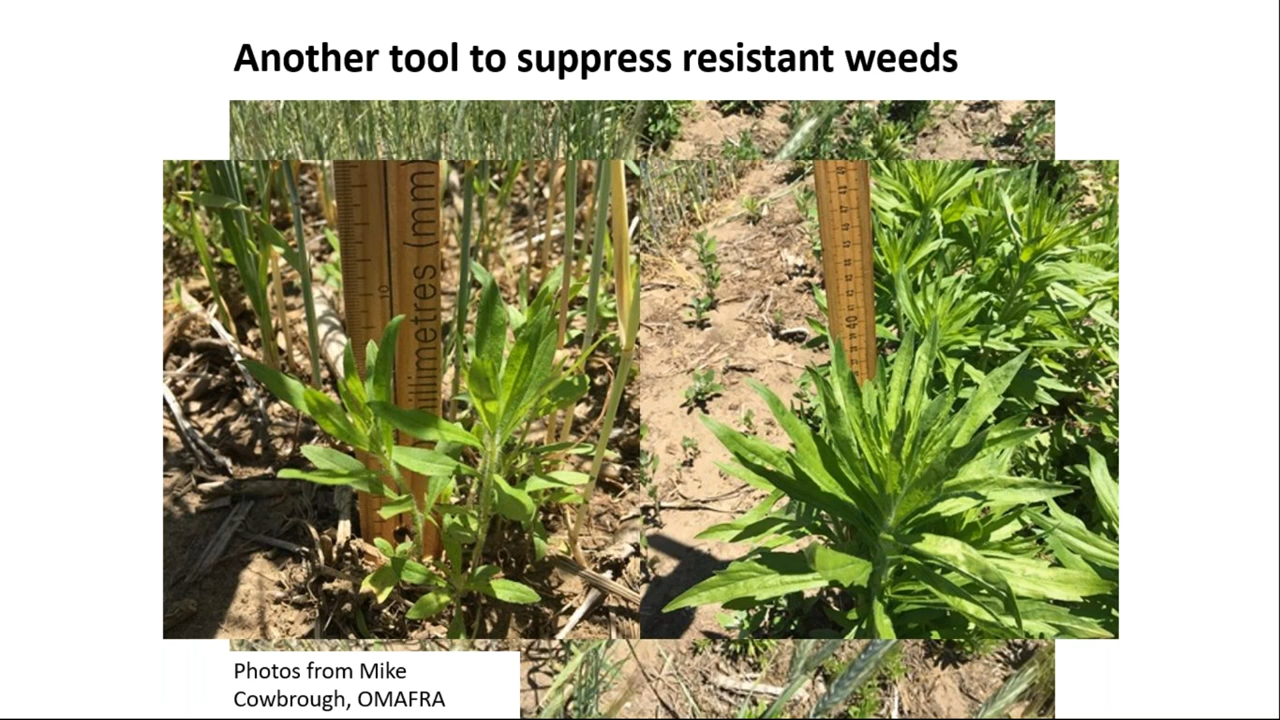 Another tool to suppress resistant weeds
millimetres (mm)
10
40
Photos from Mike
Cowbrough, OMAFRA